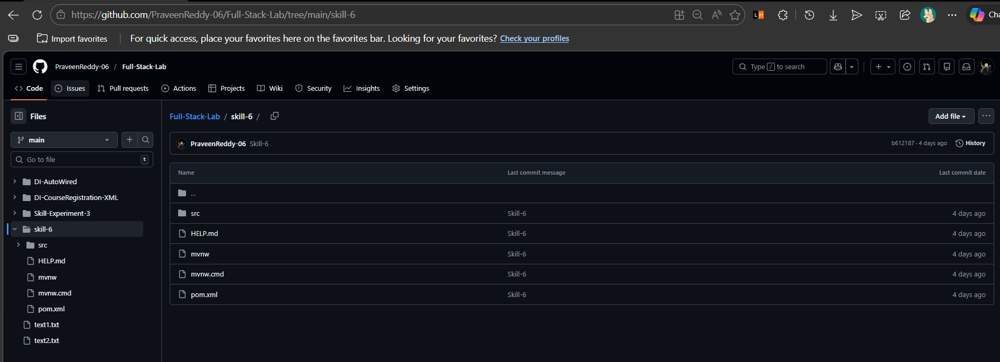 https://github.com/PraveenReddy-06/Full-Stack-Lab/tree/main/skill-6
LH
Cha
Import favorites
For quick access, place your favorites here on the favorites bar. Looking for your favorites? Check your profiles
PraveenReddy-06 / Full-Stack-Lab
Type / to search
Code Issues Pull requests Actions Projects Wiki Security Insights Settings
Files
main
Go to file t
DI-AutoWired
DI-CourseRegistration-XML
Skill-Experiment-3
skill-6
src
HELP.md
mvnw
mvnw.cmd
pom.xml
text1.txt
text2.txt
Full-Stack-Lab / skill-6 /
Add file
PraveenReddy-06 Skill-6
b612187 · 4 days ago History
Name Last commit message Last commit date
..
src Skill-6 4 days ago
HELP.md Skill-6 4 days ago
mvnw Skill-6 4 days ago
mvnw.cmd Skill-6 4 days ago
pom.xml Skill-6 4 days ago